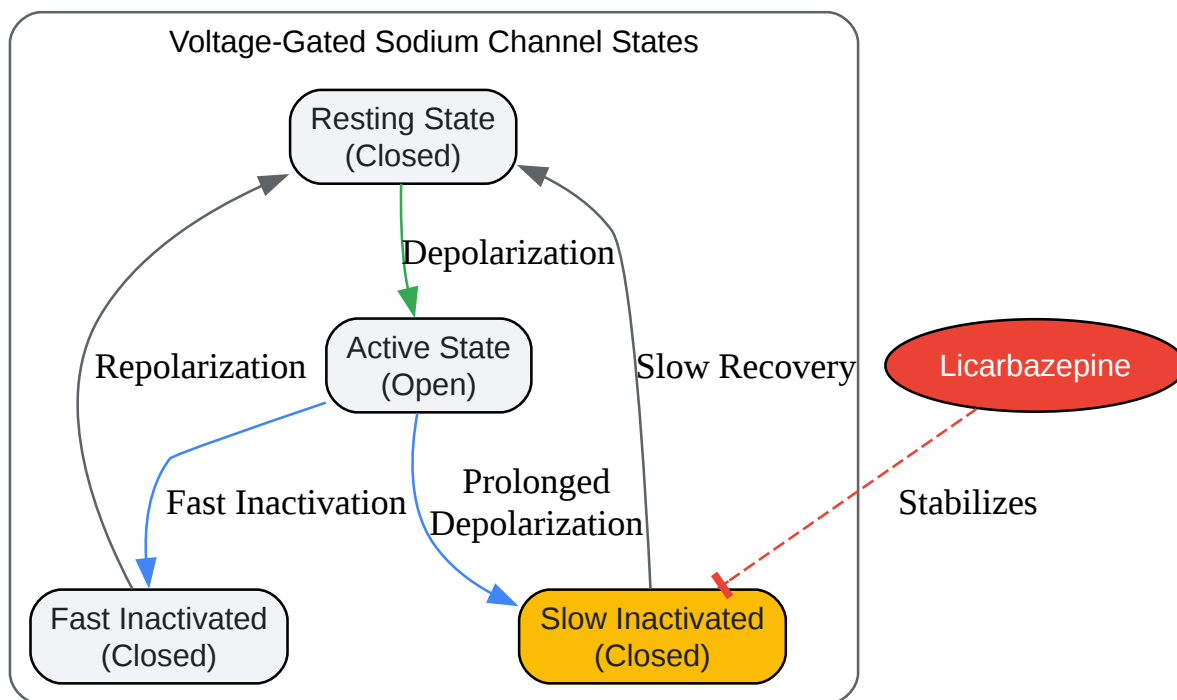 Voltage-Gated Sodium Channel States
Resting State
(Closed)
Depolarization
Active State
(Open)
Repolarization
Slow Recovery
Licarbazepine
Fast Inactivation
Prolonged
Depolarization
Stabilizes
Fast Inactivated
(Closed)
Slow Inactivated
(Closed)